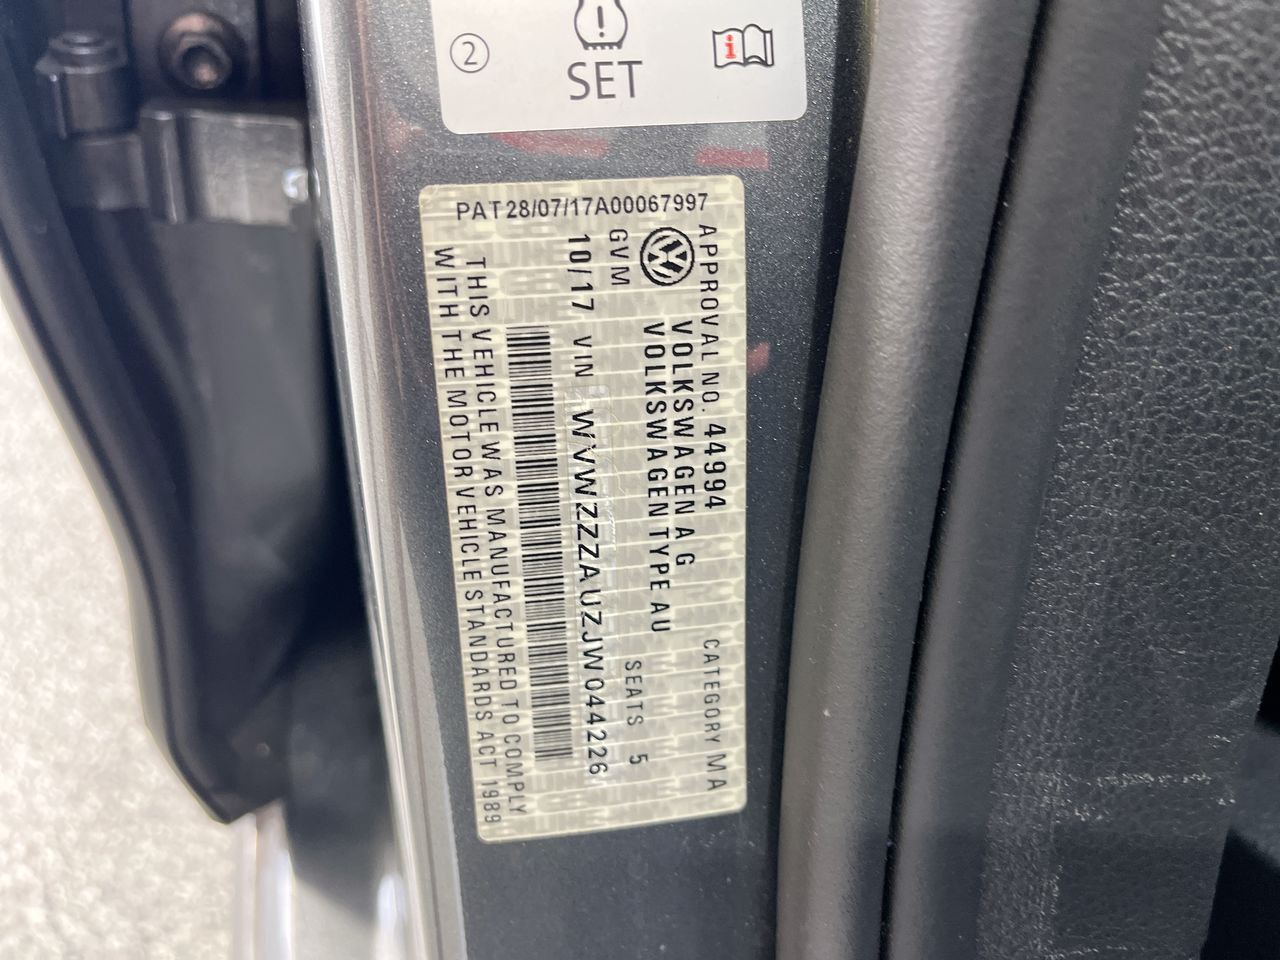 2
SET
PAT28/07/17A00067997
APPROVAL NO. 44994 CATEGORY MA
VOLKSWAGEN A G
VOLKSWAGEN TYPE AU
GVM SEATS 5
10/17 VIN WVWZZZAUZJW044226
THIS VEHICLE WAS MANUFACTURED TO COMPLY
WITH THE MOTOR VEHICLE STANDARDS ACT 1989